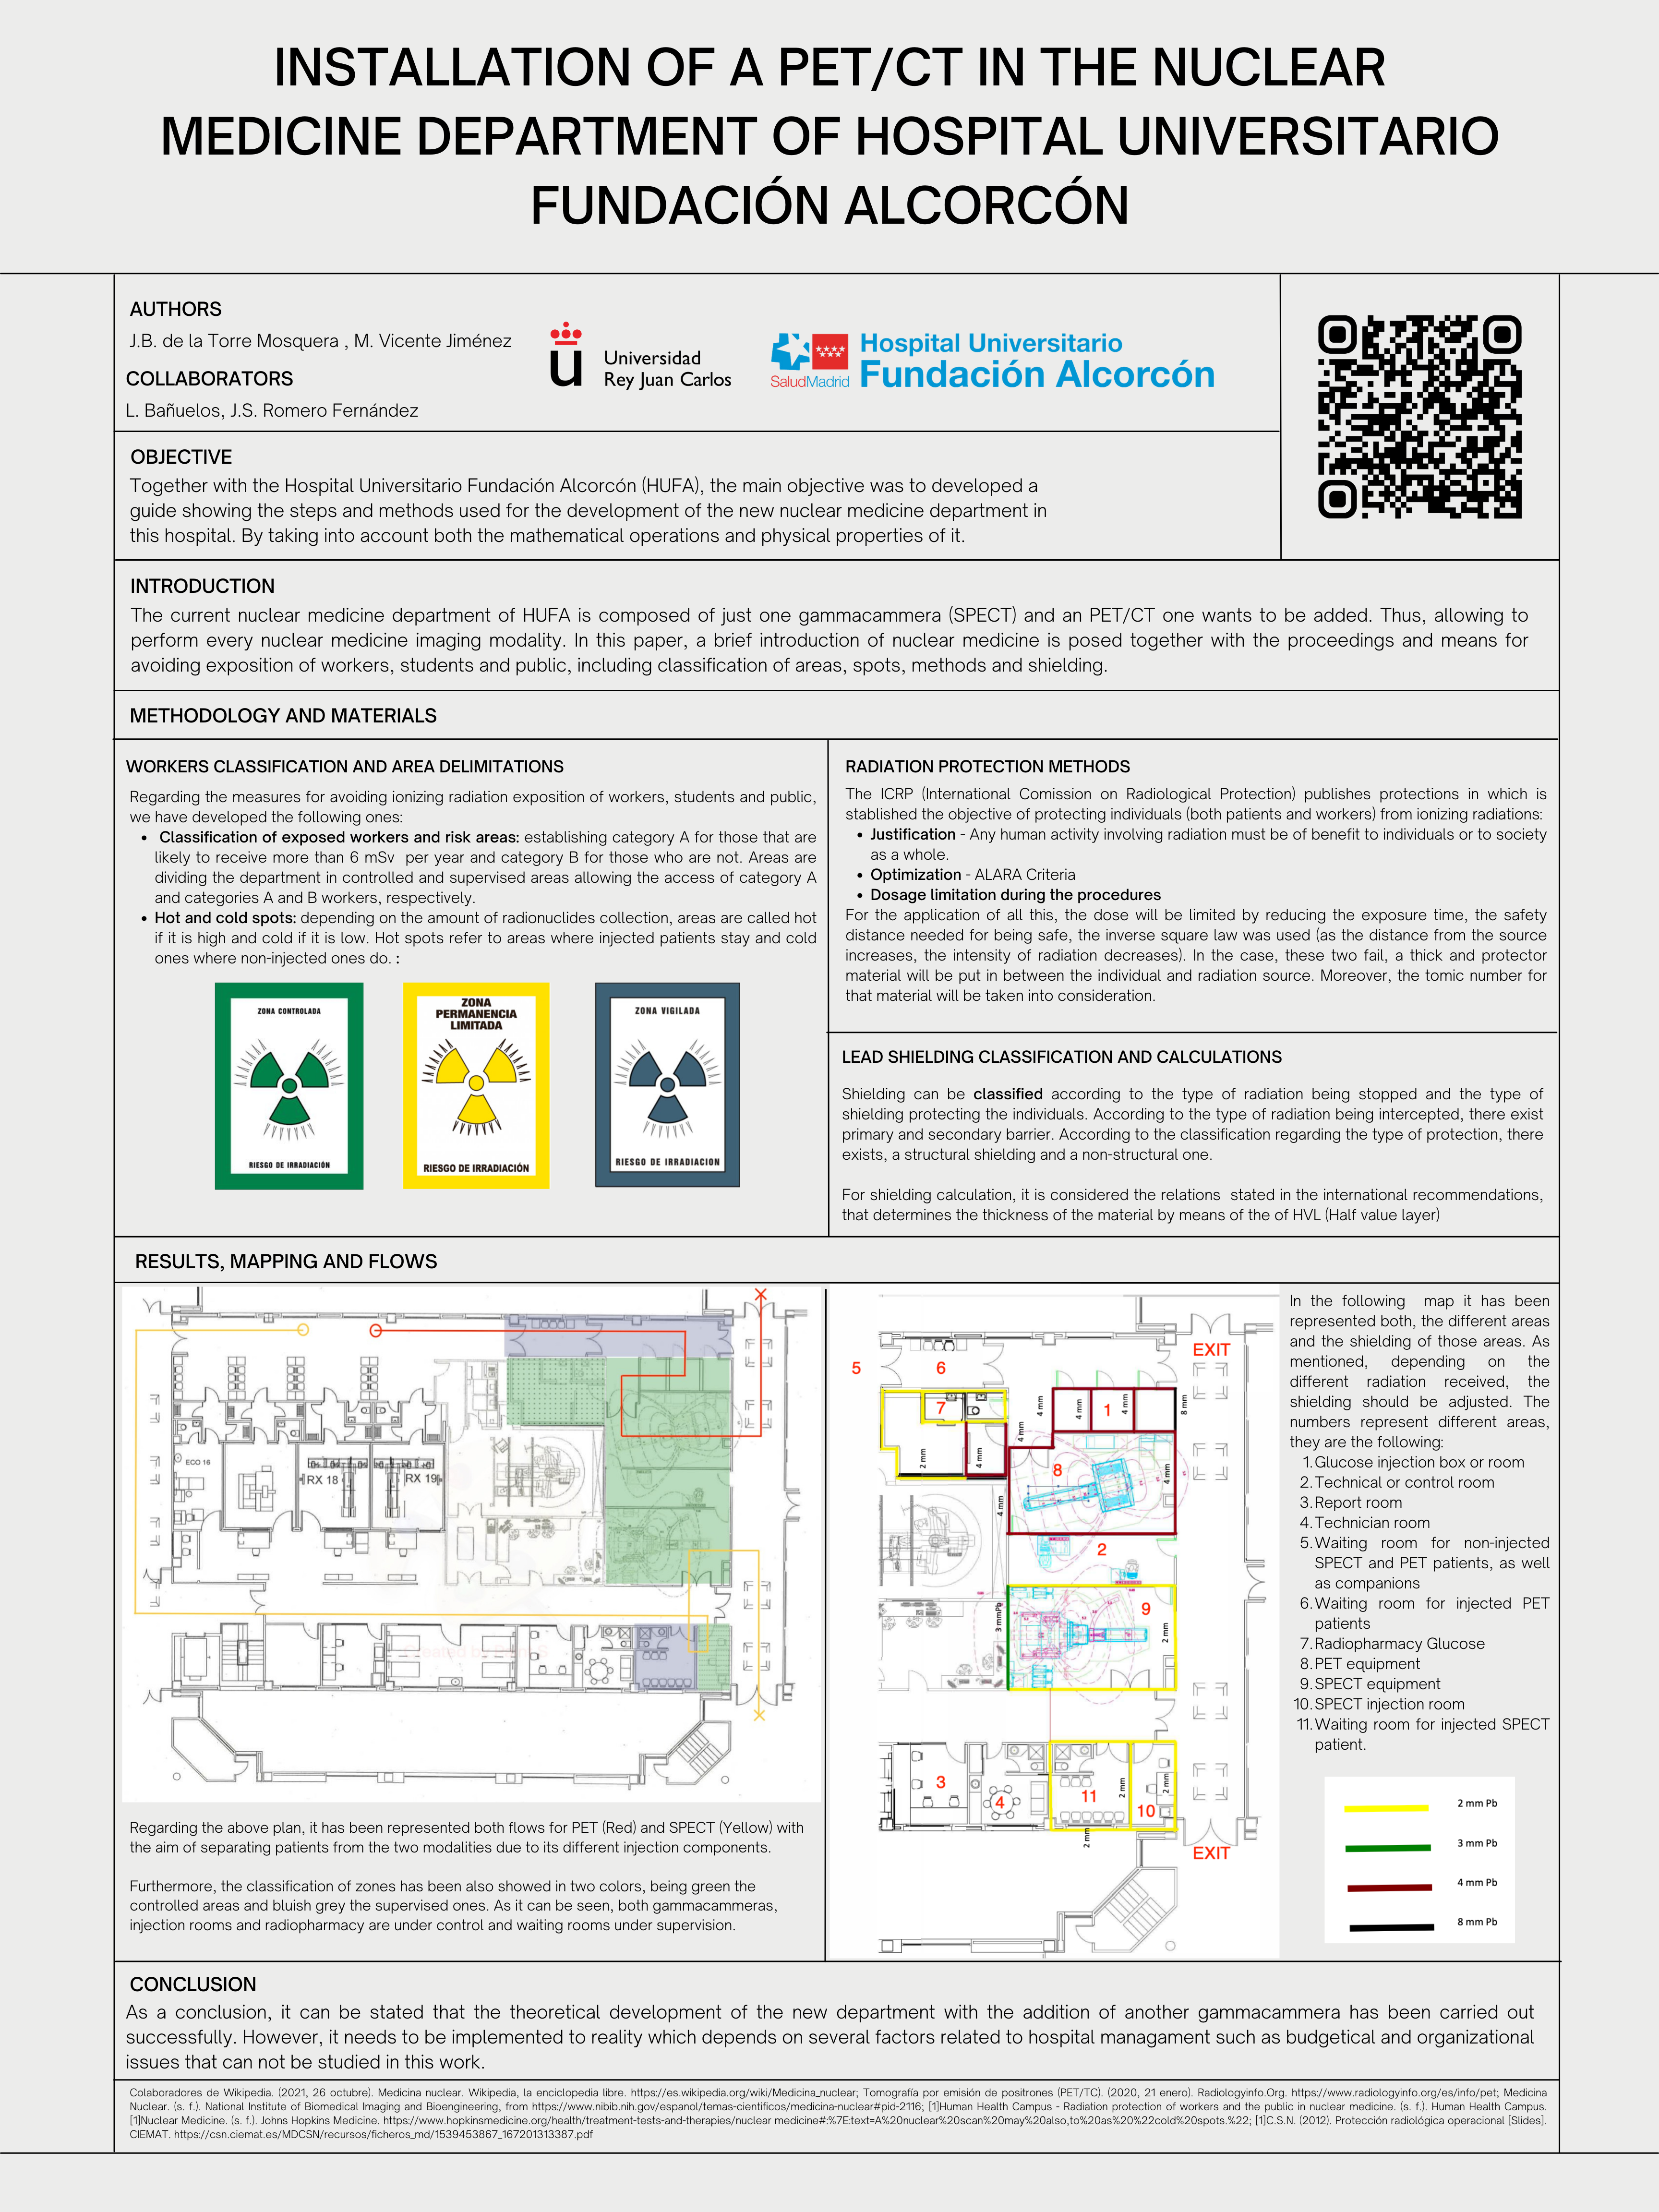 INSTALLATION OF A PET/CT IN THE NUCLEAR
MEDICINE DEPARTMENT OF HOSPITAL UNIVERSITARIO
FUNDACIÓN ALCORCÓN
AUTHORS
J.B. de la Torre Mosquera , M. Vicente Jiménez
COLLABORATORS
L. Bañuelos, J.S. Romero Fernández
u
Universidad
Rey Juan Carlos
SaludMadrid
Hospital Universitario
Fundación Alcorcón
OBJECTIVE
Together with the Hospital Universitario Fundación Alcorcón (HUFA), the main objective was to developed a
guide showing the steps and methods used for the development of the new nuclear medicine department in
this hospital. By taking into account both the mathematical operations and physical properties of it.
INTRODUCTION
The current nuclear medicine department of HUFA is composed of just one gammacammera (SPECT) and an PET/CT one wants to be added. Thus, allowing to
perform every nuclear medicine imaging modality. In this paper, a brief introduction of nuclear medicine is posed together with the proceedings and means for
avoiding exposition of workers, students and public, including classification of areas, spots, methods and shielding.
METHODOLOGY AND MATERIALS
WORKERS CLASSIFICATION AND AREA DELIMITATIONS
Regarding the measures for avoiding ionizing radiation exposition of workers, students and public,
we have developed the following ones:
• Classification of exposed workers and risk areas: establishing category A for those that are
likely to receive more than 6 mSv per year and category B for those who are not. Areas are
dividing the department in controlled and supervised areas allowing the access of category A
and categories A and B workers, respectively.
• Hot and cold spots: depending on the amount of radionuclides collection, areas are called hot
if it is high and cold if it is low. Hot spots refer to areas where injected patients stay and cold
ones where non-injected ones do. :
ZONA CONTROLADA
RIESGO DE IRRADIACIÓN
ZONA
PERMANENCIA
LIMITADA
RIESGO DE IRRADIACIÓN
ZONA VIGILADA
RIESGO DE IRRADIACION
RADIATION PROTECTION METHODS
The ICRP (International Comission on Radiological Protection) publishes protections in which is
stablished the objective of protecting individuals (both patients and workers) from ionizing radiations:
• Justification - Any human activity involving radiation must be of benefit to individuals or to society
as a whole.
• Optimization - ALARA Criteria
• Dosage limitation during the procedures
For the application of all this, the dose will be limited by reducing the exposure time, the safety
distance needed for being safe, the inverse square law was used (as the distance from the source
increases, the intensity of radiation decreases). In the case, these two fail, a thick and protector
material will be put in between the individual and radiation source. Moreover, the tomic number for
that material will be taken into consideration.
LEAD SHIELDING CLASSIFICATION AND CALCULATIONS
Shielding can be classified according to the type of radiation being stopped and the type of
shielding protecting the individuals. According to the type of radiation being intercepted, there exist
primary and secondary barrier. According to the classification regarding the type of protection, there
exists, a structural shielding and a non-structural one.
For shielding calculation, it is considered the relations stated in the international recommendations,
that determines the thickness of the material by means of the of HVL (Half value layer)
RESULTS, MAPPING AND FLOWS
ECO 16
RX 18
RX 19
Regarding the above plan, it has been represented both flows for PET (Red) and SPECT (Yellow) with
the aim of separating patients from the two modalities due to its different injection components.
Furthermore, the classification of zones has been also showed in two colors, being green the
controlled areas and bluish grey the supervised ones. As it can be seen, both gammacammeras,
injection rooms and radiopharmacy are under control and waiting rooms under supervision.
EXIT
5
6
7
1
4 mm
4 mm
4 mm
8 mm
4 mm
2 mm
4 mm
8
4 mm
4 mm
2
9
3 mmPb
2 mm
3
4
11
2 mm
10
2 mm
2 mm
EXIT
In the following map it has been
represented both, the different areas
and the shielding of those areas. As
mentioned, depending on the
different radiation received, the
shielding should be adjusted. The
numbers represent different areas,
they are the following:
1. Glucose injection box or room
2. Technical or control room
3. Report room
4. Technician room
5. Waiting room for non-injected
SPECT and PET patients, as well
as companions
6. Waiting room for injected PET
patients
7. Radiopharmacy Glucose
8. PET equipment
9. SPECT equipment
10. SPECT injection room
11. Waiting room for injected SPECT
patient.
2 mm Pb
3 mm Pb
4 mm Pb
8 mm Pb
CONCLUSION
As a conclusion, it can be stated that the theoretical development of the new department with the addition of another gammacammera has been carried out
successfully. However, it needs to be implemented to reality which depends on several factors related to hospital managament such as budgetical and organizational
issues that can not be studied in this work.
Colaboradores de Wikipedia. (2021, 26 octubre). Medicina nuclear. Wikipedia, la enciclopedia libre. https://es.wikipedia.org/wiki/Medicina_nuclear; Tomografía por emisión de positrones (PET/TC). (2020, 21 enero). Radiologyinfo.Org. https://www.radiologyinfo.org/es/info/pet; Medicina
Nuclear. (s. f.). National Institute of Biomedical Imaging and Bioengineering, from https://www.nibib.nih.gov/espanol/temas-cientificos/medicina-nuclear#pid-2116; [1]Human Health Campus - Radiation protection of workers and the public in nuclear medicine. (s. f.). Human Health Campus.
[1]Nuclear Medicine. (s. f.). Johns Hopkins Medicine. https://www.hopkinsmedicine.org/health/treatment-tests-and-therapies/nuclear medicine#:%7E:text=A%20nuclear%20scan%20may%20also,to%20as%20%22cold%20spots.%22; [1]C.S.N. (2012). Protección radiológica operacional [Slides].
CIEMAT. https://csn.ciemat.es/MDCSN/recursos/ficheros_md/1539453867_167201313387.pdf